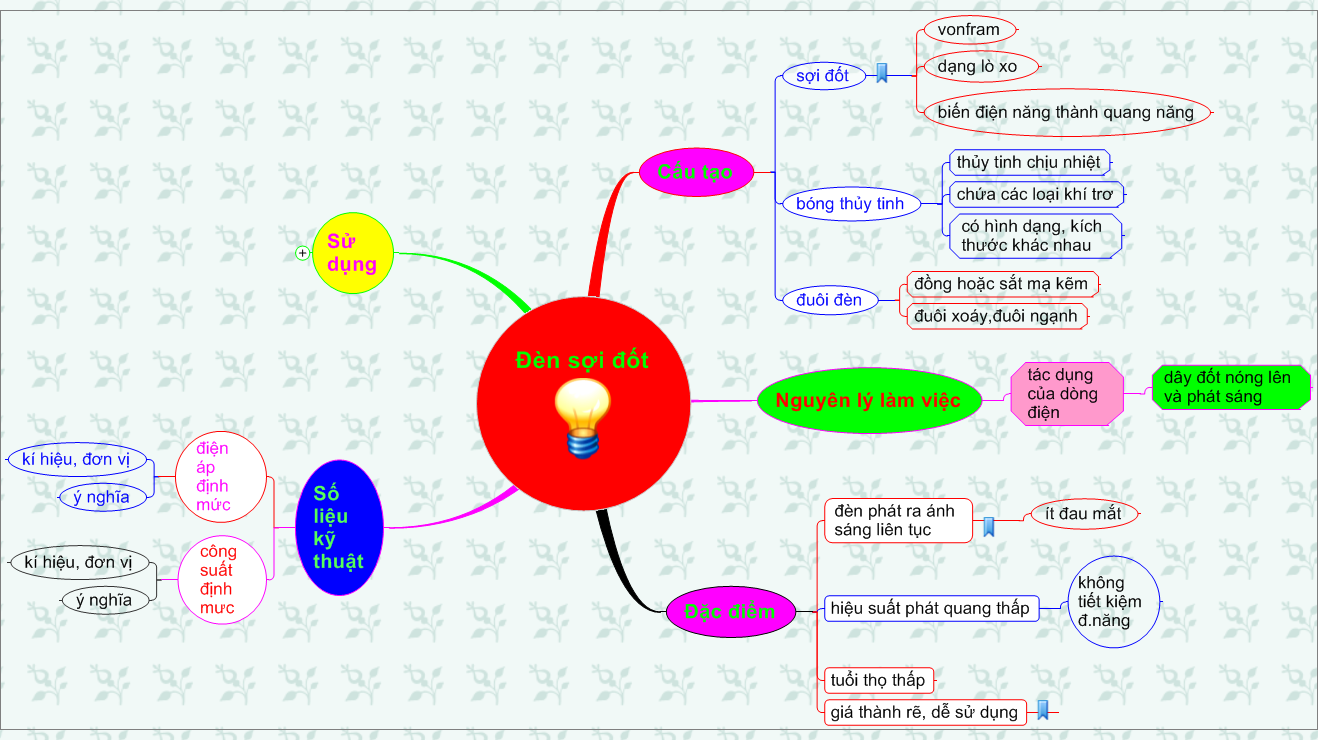 Đèn sợi đốt
Cấu tạo
sợi đốt
vonfram
dạng lò xo
biến điện năng thành quang năng
bóng thủy tinh
thủy tinh chịu nhiệt
chứa các loại khí trơ
có hình dạng, kích
thước khác nhau
đuôi đèn
đồng hoặc sắt mạ kẽm
đuôi xoáy,đuôi ngạnh
Nguyên lý làm việc
tác dụng
của dòng
điện
dây đốt nóng lên
và phát sáng
Đặc điểm
đèn phát ra ánh
sáng liên tục
ít đau mắt
hiệu suất phát quang thấp
không
tiết kiệm
đ.năng
tuổi thọ thấp
giá thành rẽ, dễ sử dụng
Số
liệu
kỹ
thuật
điện
áp
định
mức
kí hiệu, đơn vị
ý nghĩa
công
suất
định
mưc
kí hiệu, đơn vị
ý nghĩa
Sử
dụng